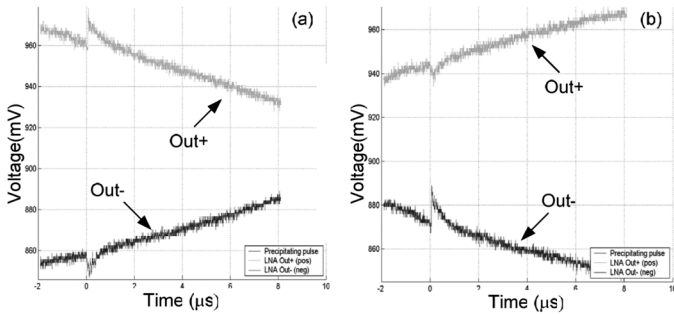 (a)
Voltage(mV)
960
940
920
900
880
860
Out+
Out-
Precipitating pulse
LNA Out+ (pos)
LNA Out- (neg)
-2 0 2 4 6 8 10
Time (μs)
(b)
Voltage(mV)
960
940
920
900
880
860
Out+
Out-
Precipitating pulse
LNA Out+ (pos)
LNA Out- (neg)
-2 0 2 4 6 8 10
Time (μs)